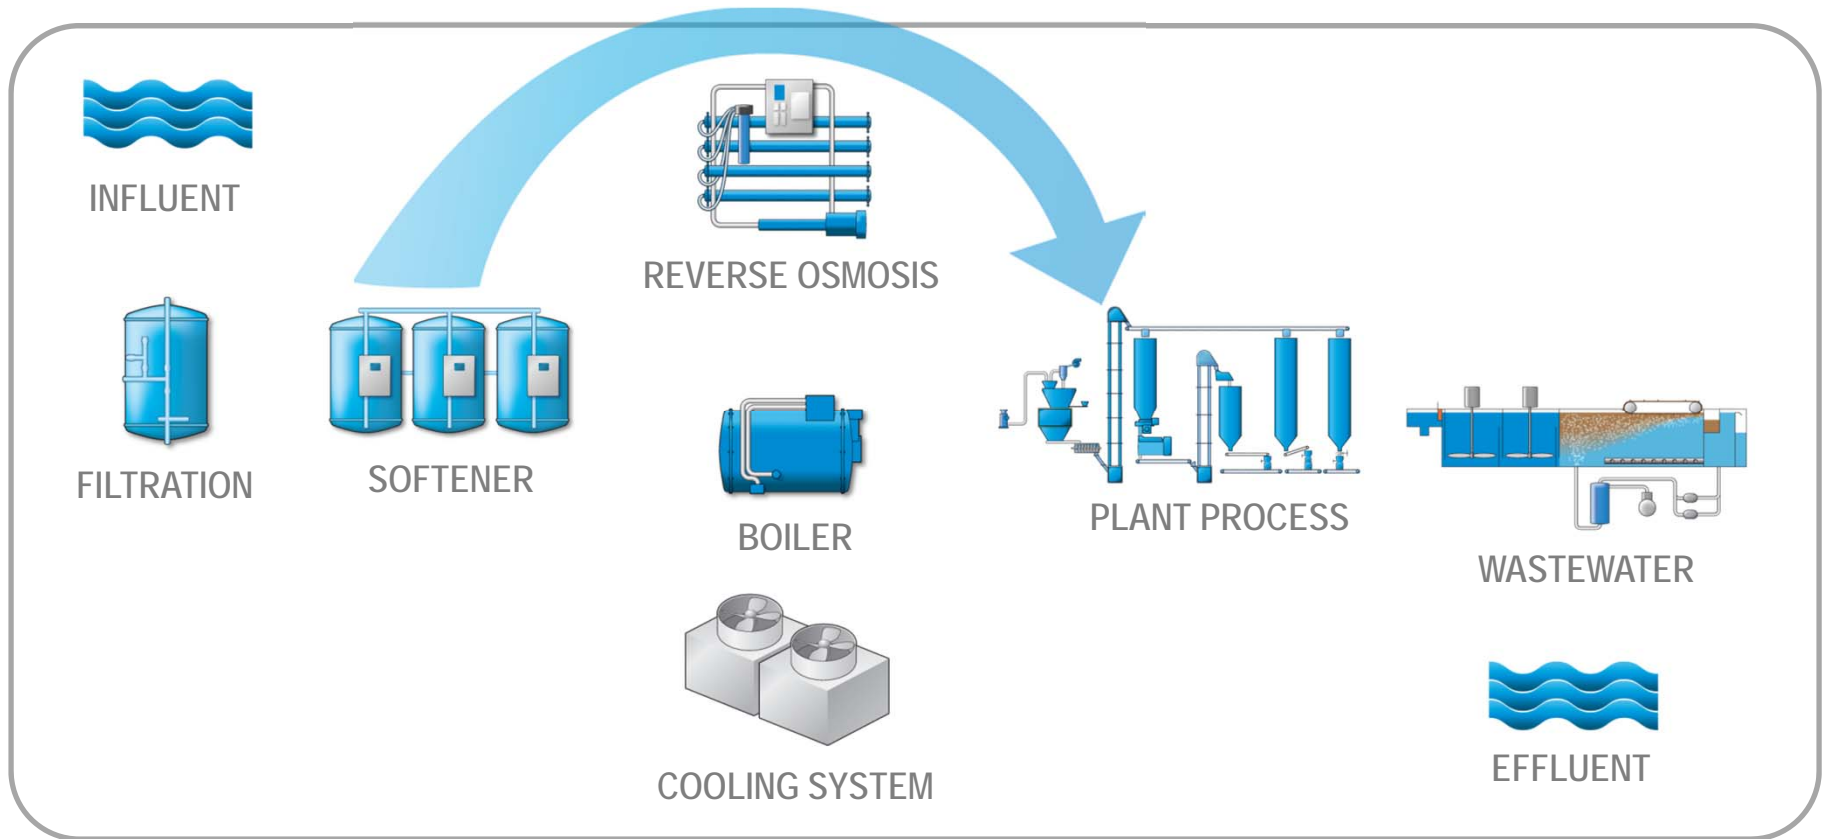 INFLUENT
FILTRATION
SOFTENER
REVERSE OSMOSIS
BOILER
COOLING SYSTEM
PLANT PROCESS
WASTEWATER
EFFLUENT